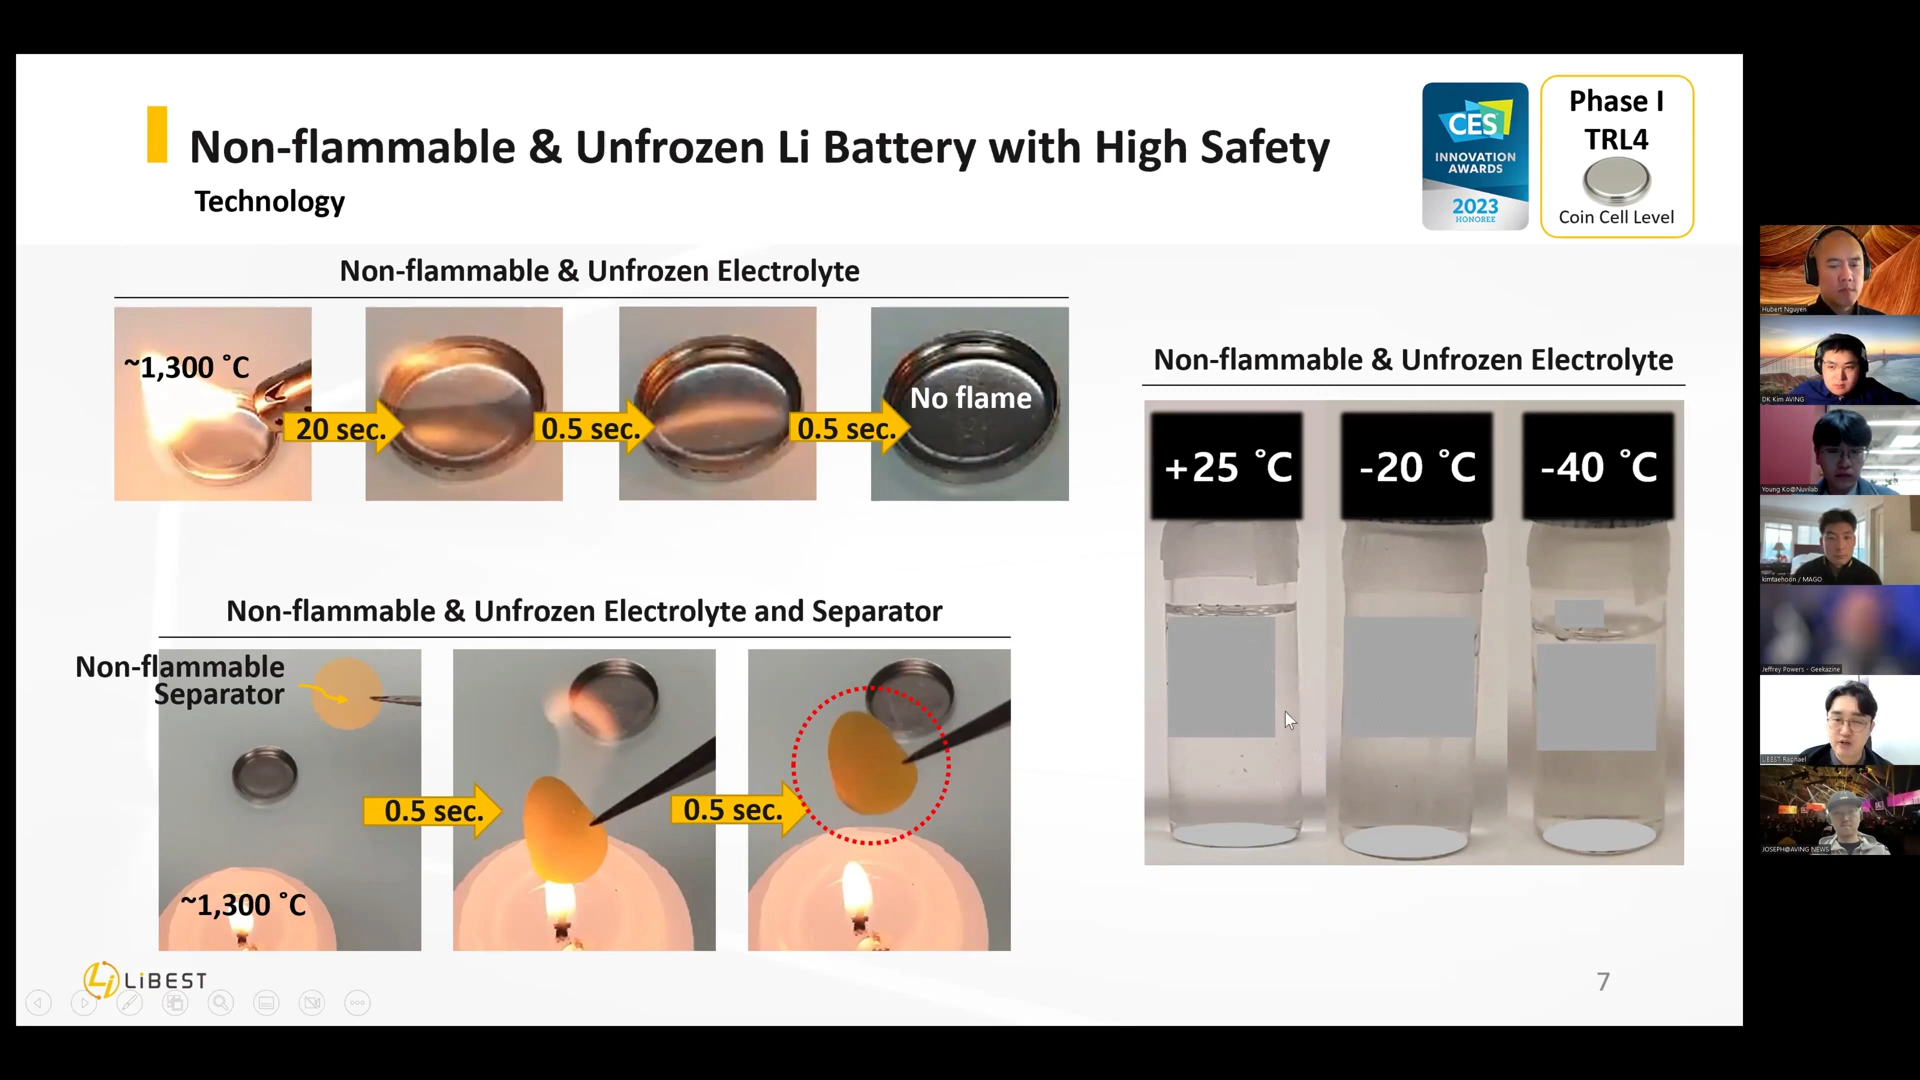 Non-flammable & Unfrozen Li Battery with High Safety
Technology
CES
INNOVATION
AWARDS
2023
HONOREE
Phase I
TRL4
Coin Cell Level
Non-flammable & Unfrozen Electrolyte
~1,300 ˚C
20 sec.
0.5 sec.
0.5 sec.
No flame
Non-flammable & Unfrozen Electrolyte and Separator
Non-flammable
Separator
0.5 sec.
0.5 sec.
~1,300 ˚C
Non-flammable & Unfrozen Electrolyte
+25 ˚C
-20 ˚C
-40 ˚C
LiBEST
7
Hubert Nguyen
DK Kim AVING
Young Ko@Nuvilab
kimtaehoon / MAGO
Jeffrey Powers - Geekazine
LiBEST Raphael
JOSEPH@AVING NEWS